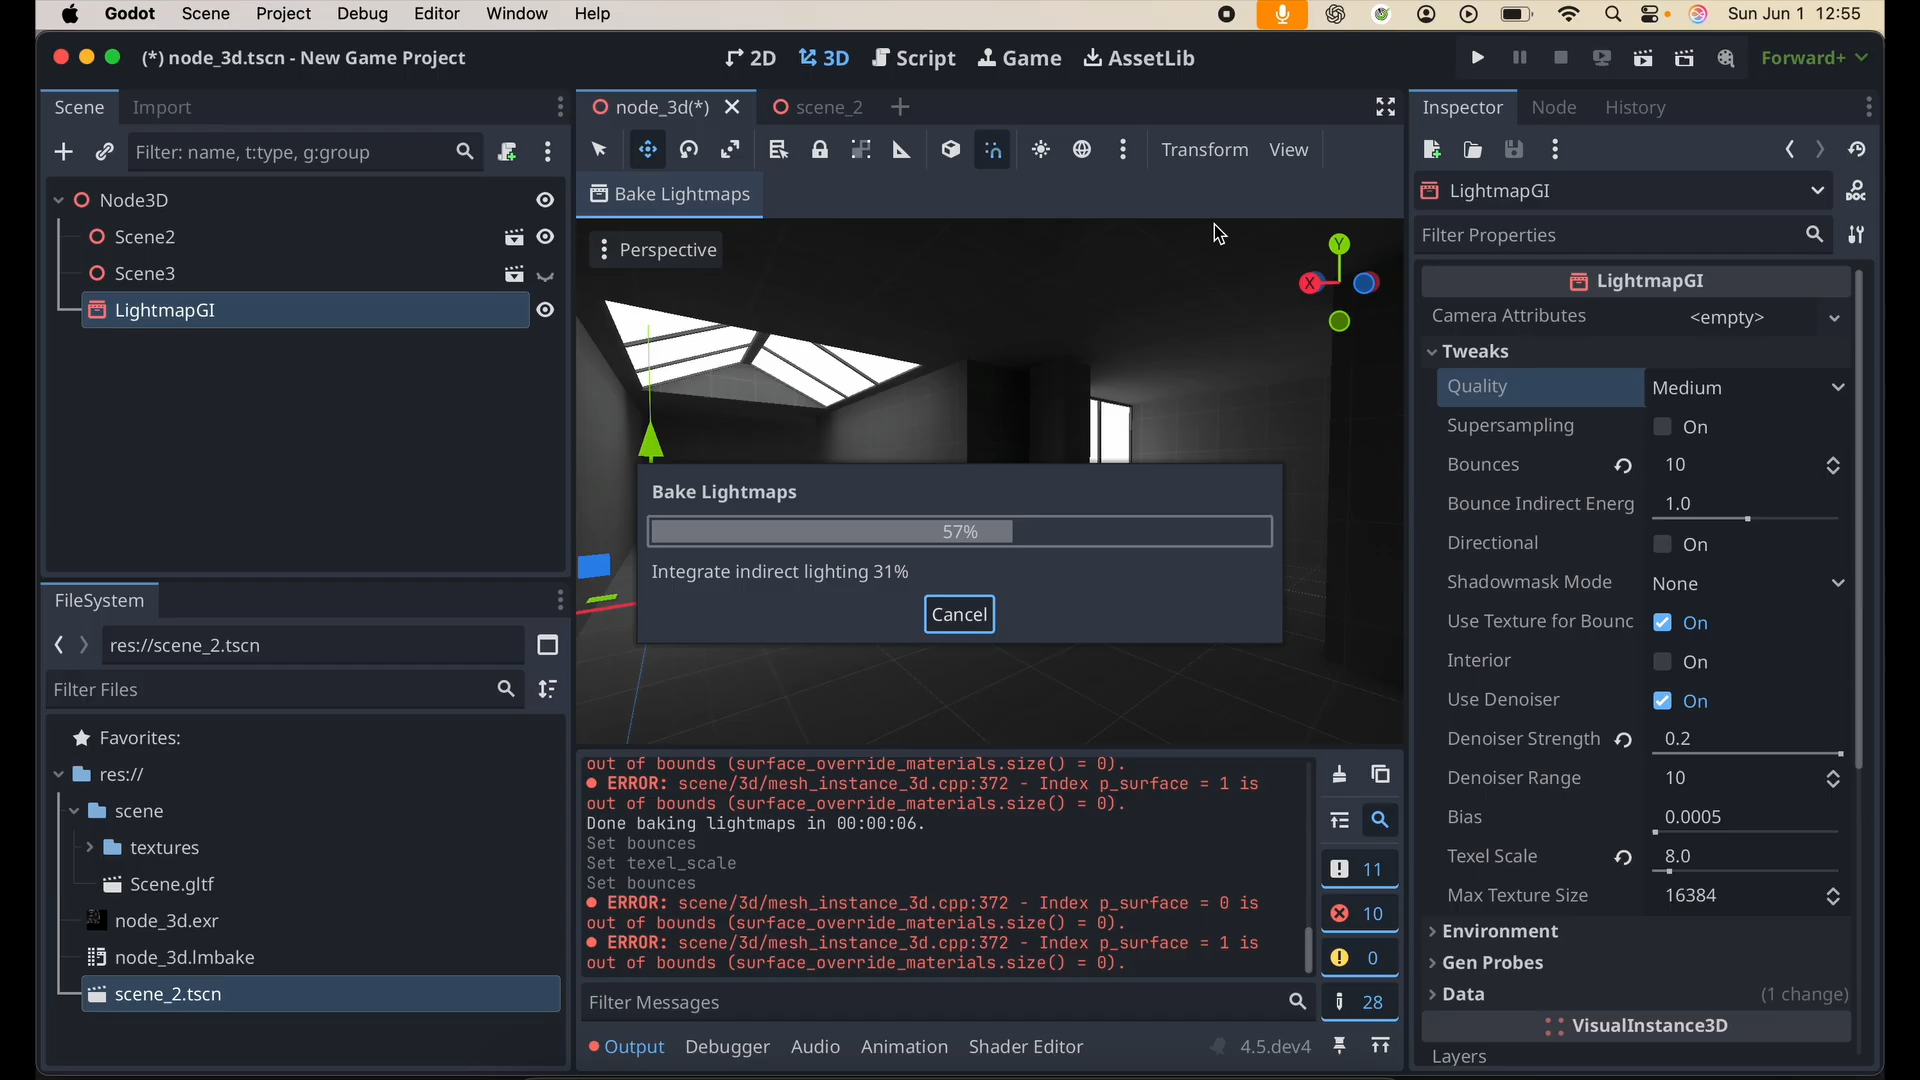 Godot Scene Project Debug Editor Window Help Sun Jun 1 12:55
(*) node_3d.tscn - New Game Project 2D 3D Script Game AssetLib Forward+
Scene Import
Filter: name, t:type, g:group
Node3D
Scene2
Scene3
LightmapGI
FileSystem
res://scene_2.tscn
Filter Files
Favorites:
res://
scene
textures
Scene.gltf
node_3d.exr
node_3d.lmbake
scene_2.tscn
node_3d(*) scene_2
Transform View
Bake Lightmaps
Perspective
Y
X
Bake Lightmaps
57%
Integrate indirect lighting 31%
Cancel
out of bounds (surface_override_materials.size() = 0).
ERROR: scene/3d/mesh_instance_3d.cpp:372 - Index p_surface = 1 is
out of bounds (surface_override_materials.size() = 0).
Done baking lightmaps in 00:00:06.
Set bounces
Set texel_scale
Set bounces
ERROR: scene/3d/mesh_instance_3d.cpp:372 - Index p_surface = 0 is
out of bounds (surface_override_materials.size() = 0).
ERROR: scene/3d/mesh_instance_3d.cpp:372 - Index p_surface = 1 is
out of bounds (surface_override_materials.size() = 0).
11
10
0
28
Filter Messages
Output Debugger Audio Animation Shader Editor 4.5.dev4
Inspector Node History
LightmapGI
DOC
Filter Properties
LightmapGI
Camera Attributes <empty>
Tweaks
Quality Medium
Supersampling On
Bounces 10
Bounce Indirect Energ 1.0
Directional On
Shadowmask Mode None
Use Texture for Bounc On
Interior On
Use Denoiser On
Denoiser Strength 0.2
Denoiser Range 10
Bias 0.0005
Texel Scale 8.0
Max Texture Size 16384
Environment
Gen Probes
Data (1 change)
VisualInstance3D
Layers